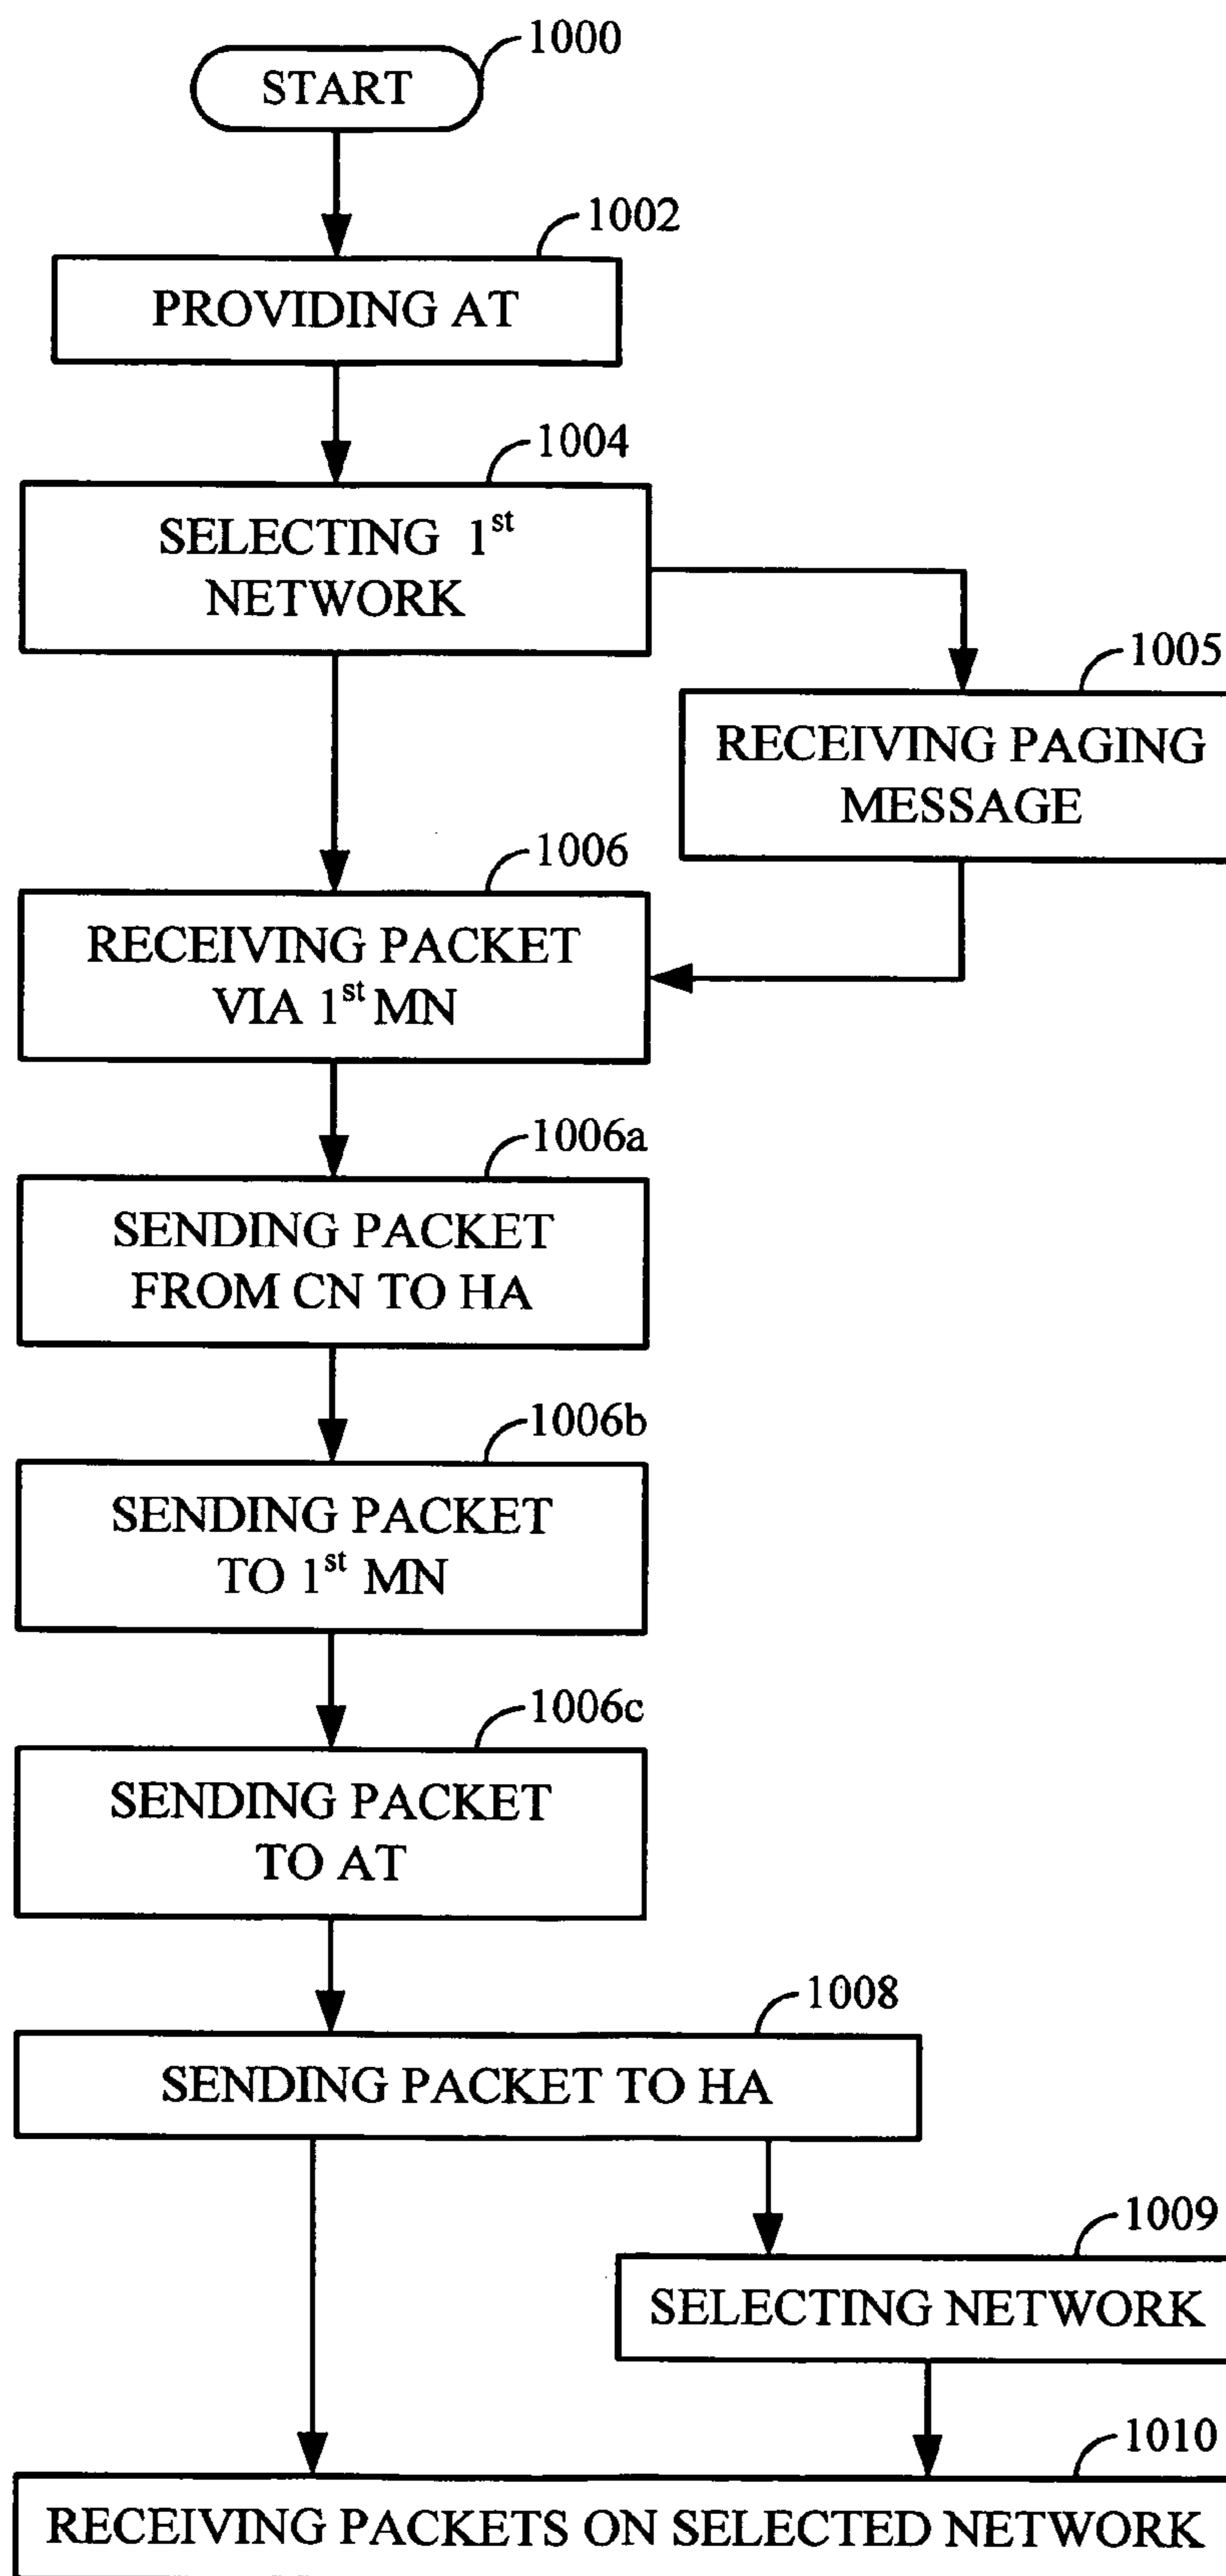 1000
START
1002
PROVIDING AT
1004
SELECTING 1st
NETWORK
1005
RECEIVING PAGING
MESSAGE
1006
RECEIVING PACKET
VIA 1st MN
1006a
SENDING PACKET
FROM CN TO HA
1006b
SENDING PACKET
TO 1st MN
1006c
SENDING PACKET
TO AT
1008
SENDING PACKET TO HA
1009
SELECTING NETWORK
1010
RECEIVING PACKETS ON SELECTED NETWORK